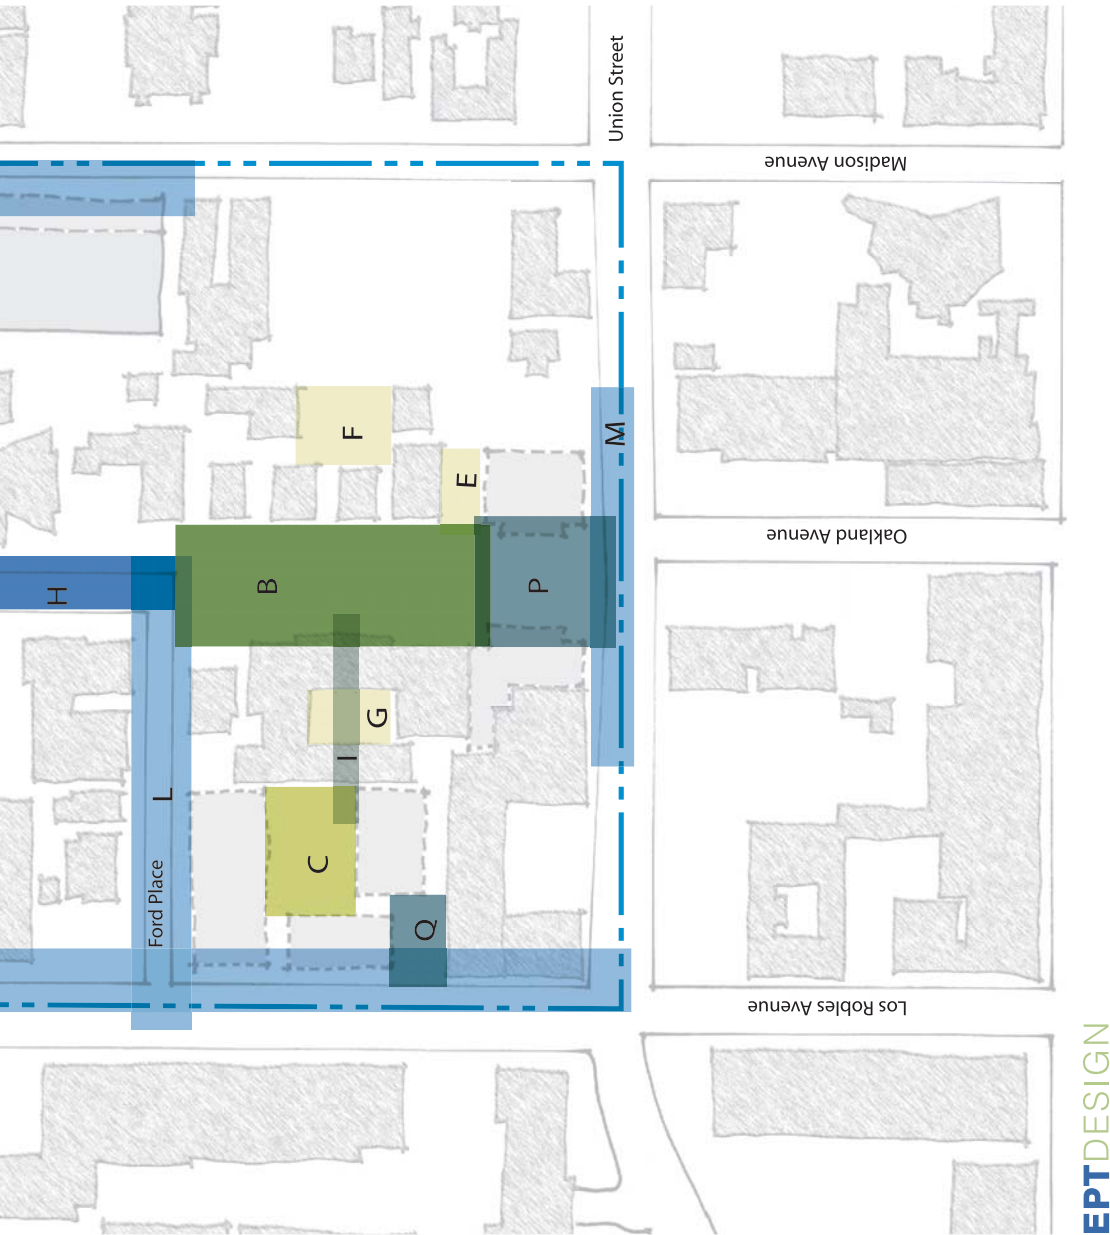 Union Street
Madison Avenue
M
F
E
Oakland Avenue
H
B
P
G
I
L
C
Ford Place
Q
Los Robles Avenue
EPTDESIGN